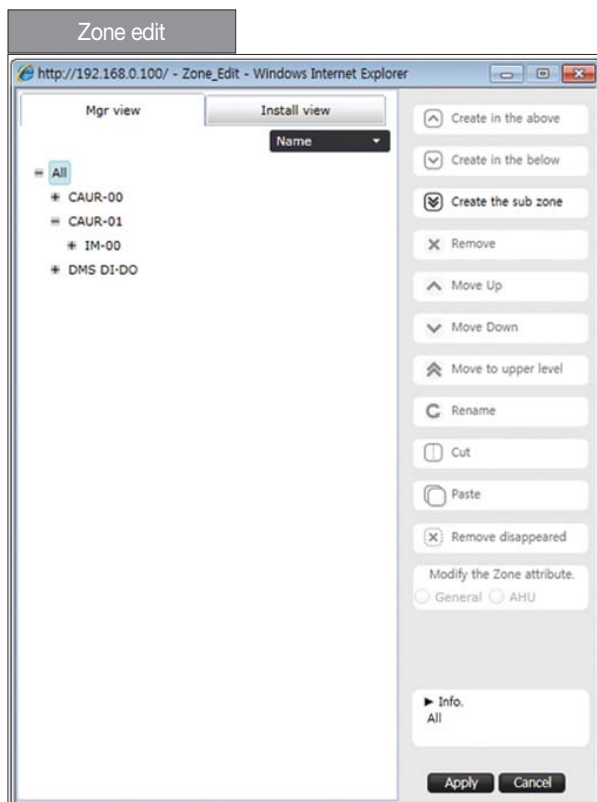 Zone edit
http://192.168.0.100/ - Zone_Edit - Windows Internet Explorer
Mgr view
Install view
Name
All
CAUR-00
CAUR-01
IM-00
DMS DI-DO
Create in the above
Create in the below
Create the sub zone
Remove
Move Up
Move Down
Move to upper level
Rename
Cut
Paste
Remove disappeared
Modify the Zone attribute.
General AHU
► Info.
All
Apply Cancel